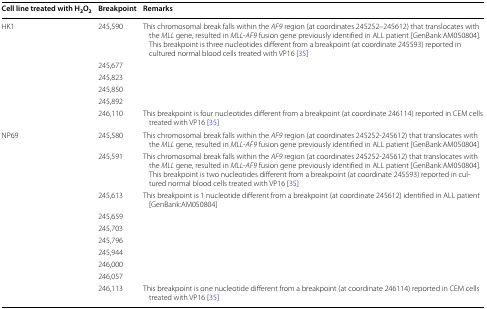 Cell line treated with H2O2 Breakpoint Remarks
HK1 245,590 This chromosomal break falls within the AF9 region (at coordinates 245252–245612) that translocates with
the MLL gene, resulted in MLL-AF9 fusion gene previously identified in ALL patient [GenBank:AM050804].
This breakpoint is three nucleotides different from a breakpoint (at coordinate 245593) reported in
cultured normal blood cells treated with VP16 [35]
245,677
245,823
245,850
245,892
246,110 This breakpoint is four nucleotides different from a breakpoint (at coordinate 246114) reported in CEM cells
treated with VP16 [35]
NP69 245,580 This chromosomal break falls within the AF9 region (at coordinates 245252-245612) that translocates with
the MLL gene, resulted in MLL-AF9 fusion gene previously identified in ALL patient [GenBank:AM050804]
245,591 This chromosomal break falls within the AF9 region (at coordinates 245252-245612) that translocates with
the MLL gene, resulted in MLL-AF9 fusion gene previously identified in ALL patient [GenBank:AM050804].
This breakpoint is two nucleotides different from a breakpoint (at coordinate 245593) reported in cul-
tured normal blood cells treated with VP16 [35]
245,613 This breakpoint is 1 nucleotide different from a breakpoint (at coordinate 245612) identified in ALL patient
[GenBank:AM050804]
245,659
245,703
245,796
245,944
246,000
246,057
246,113 This breakpoint is one nucleotide different from a breakpoint (at coordinate 246114) reported in CEM cells
treated with VP16 [35]